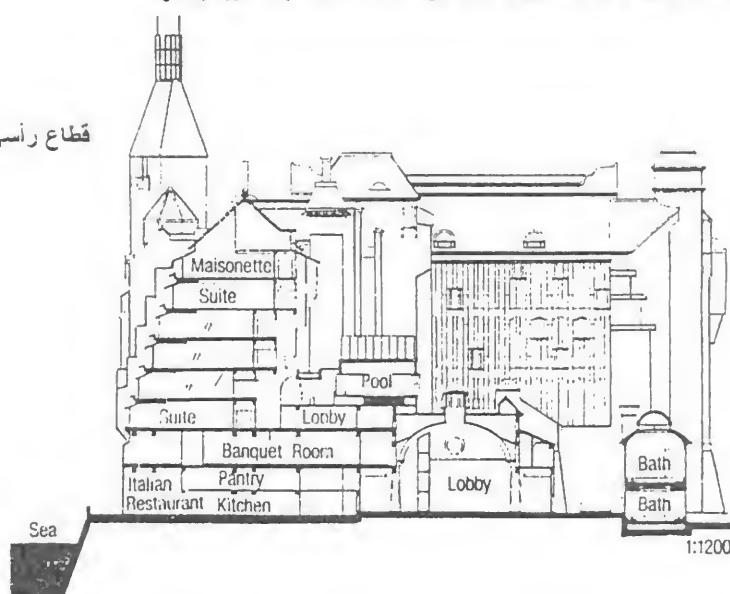 قطاع رأسي
Maisonette
Suite
〃
〃
〃
Pool
Suite
Lobby
Banquet Room
Italian
Restaurant
Pantry
Kitchen
Lobby
Bath
Bath
Sea
1:1200